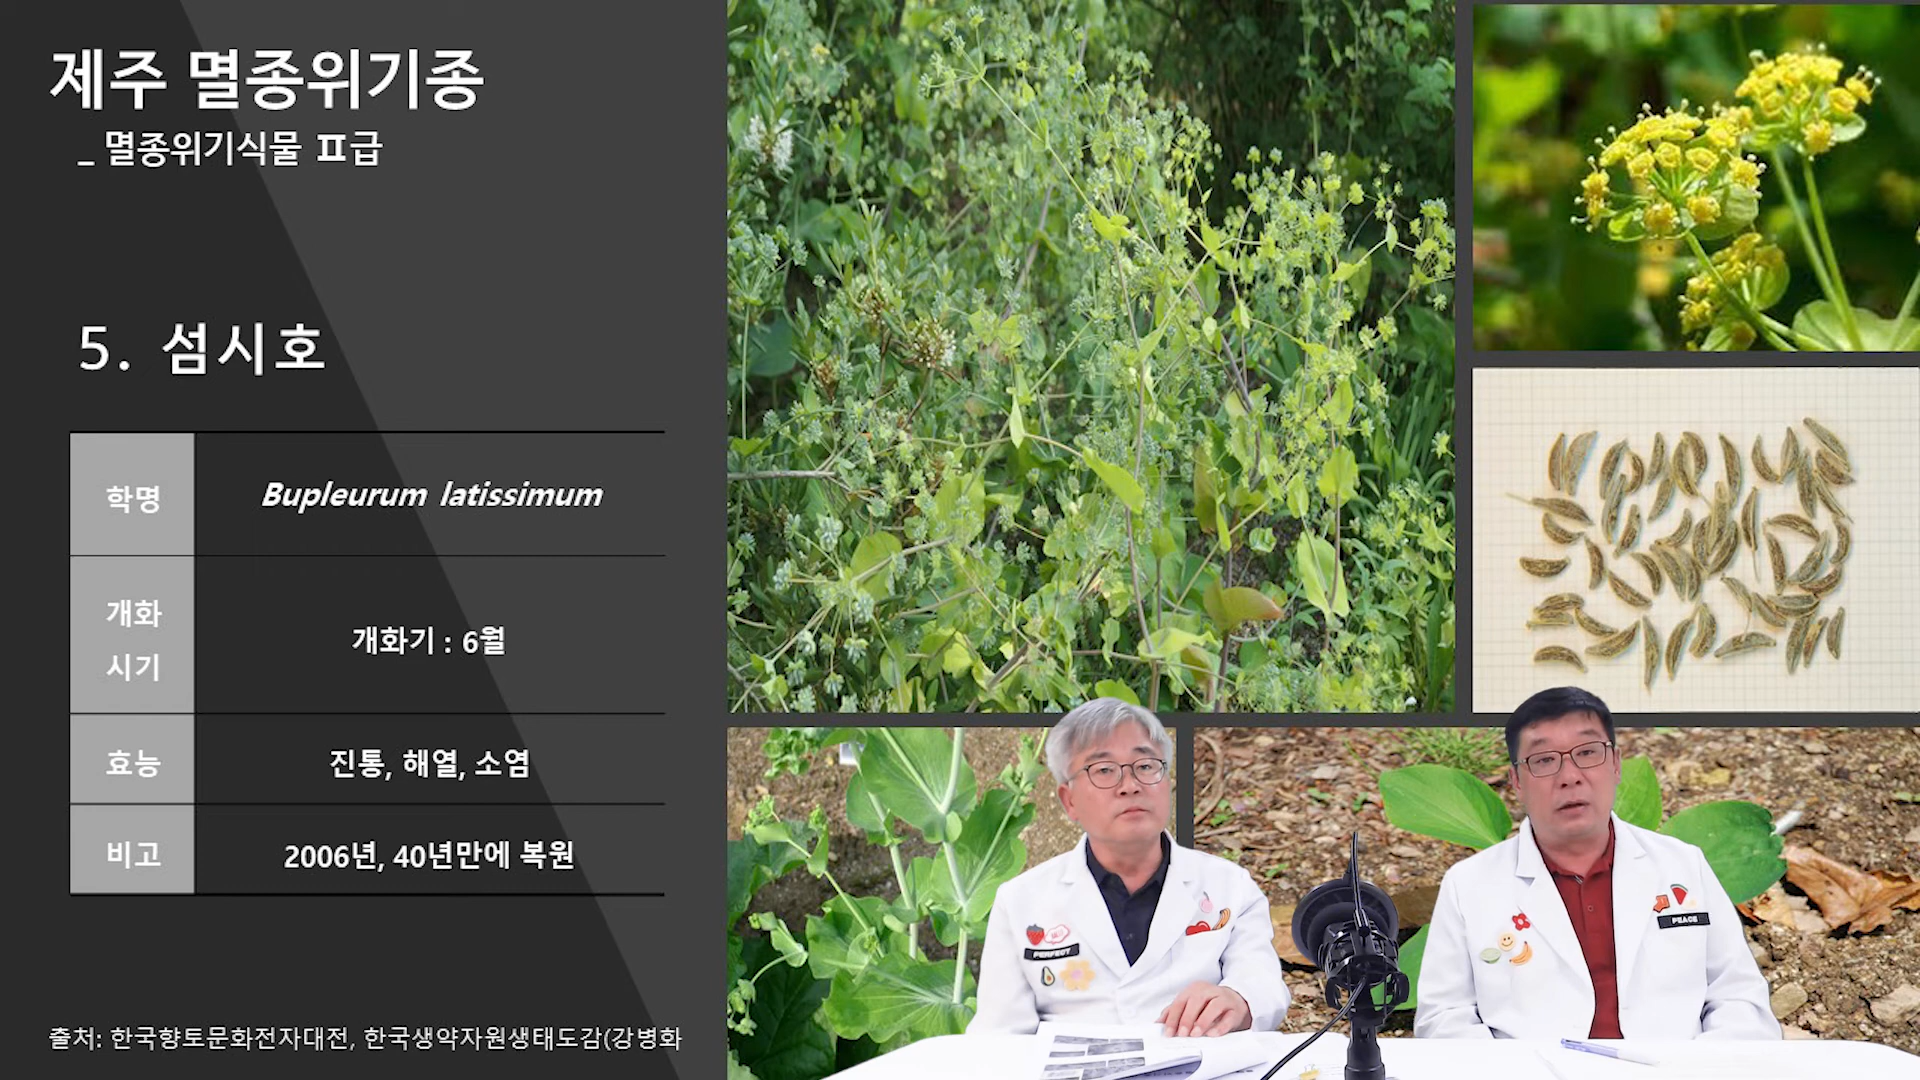 제주 멸종위기종
_ 멸종위기식물 Ⅱ급
5. 섬시호
학명
Bupleurum latissimum
개화
시기
개화기 : 6월
효능
진통, 해열, 소염
비고
2006년, 40년만에 복원
출처: 한국향토문화전자대전, 한국생약자원생태도감(강병화
PERFECT
PEACE